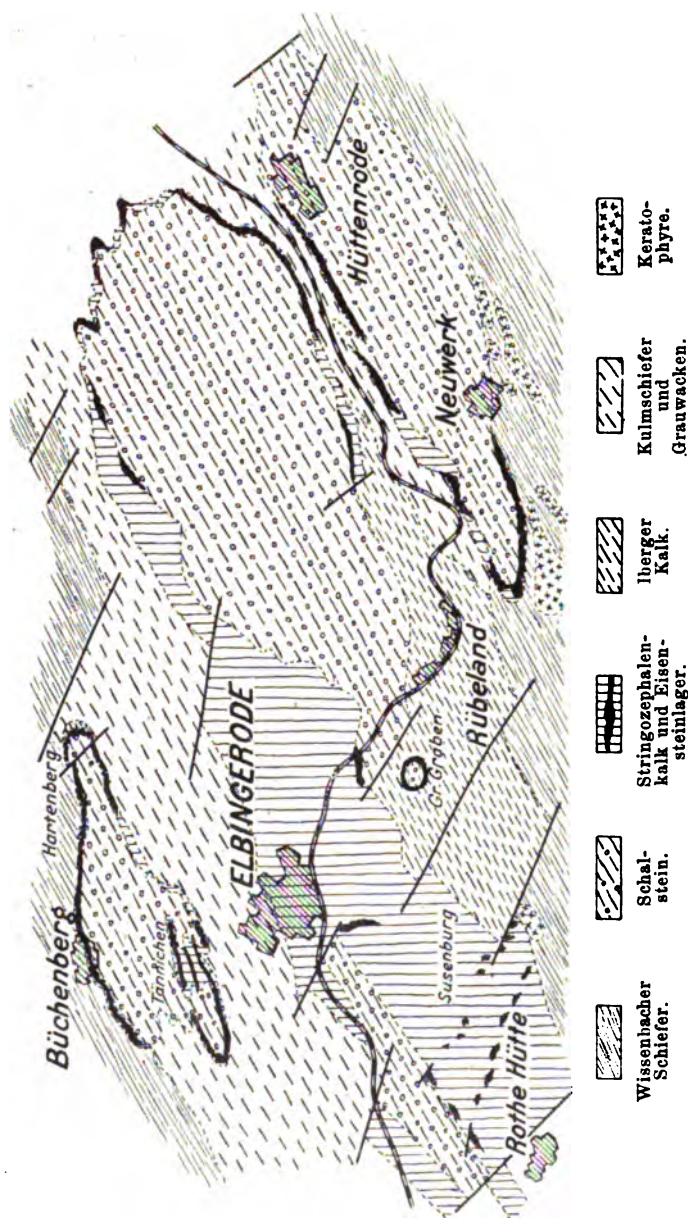 Büchenberg
Hartenberg
Tännichen
ELBINGERODE
Hüttenrode
Neuwerk
Rübeland
Gr. Graben
Susenburg
Rothe Hütte
Wissenbacher
Schiefer.
Schal-
stein.
Stringozephalen-
kalk und Eisen-
steinlager.
Iberger
Kalk.
Kulmschiefer
und
Grauwacken.
Kerato-
phyre.